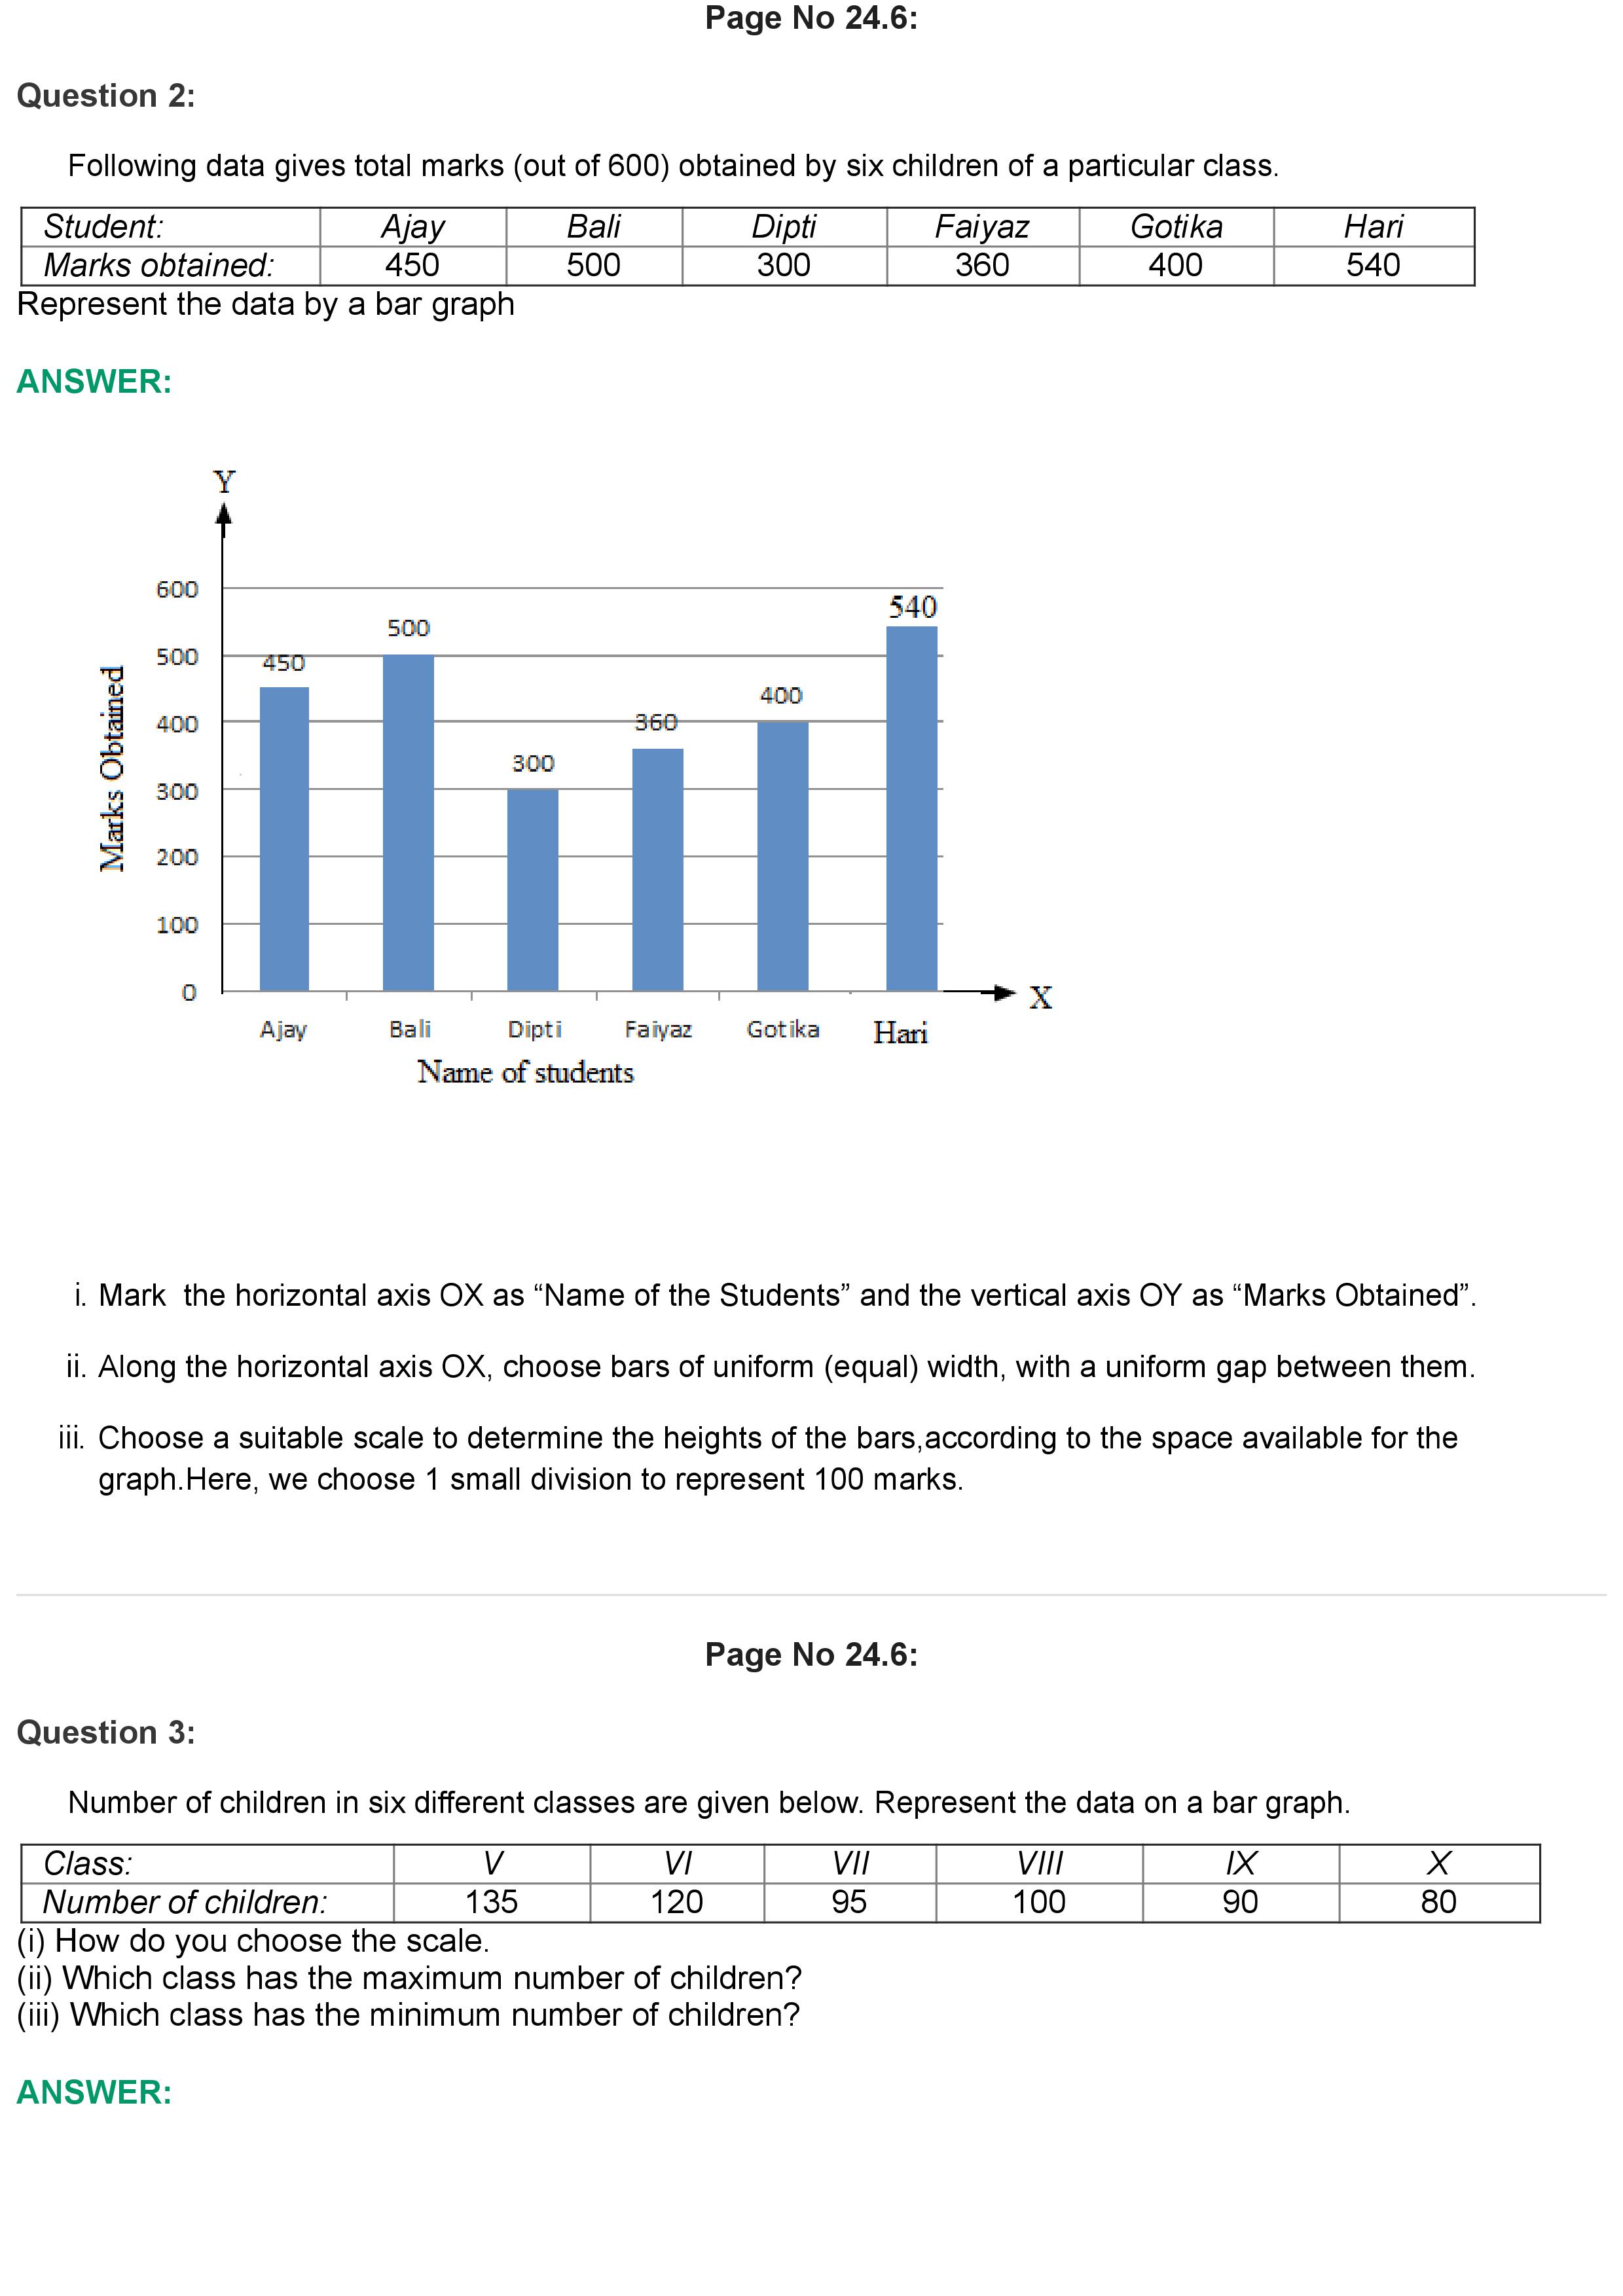 Page No 24.6:
Question 2:
Following data gives total marks (out of 600) obtained by six children of a particular class.
Student: Ajay Bali Dipti Faiyaz Gotika Hari
Marks obtained: 450 500 300 360 400 540
Represent the data by a bar graph
ANSWER:
Y
600
540
500
500
450
400
400
360
300
300
200
100
0
Marks Obtained
X
Ajay Bali Dipti Faiyaz Gotika Hari
Name of students
i. Mark  the horizontal axis OX as “Name of the Students” and the vertical axis OY as “Marks Obtained”.
ii. Along the horizontal axis OX, choose bars of uniform (equal) width, with a uniform gap between them.
iii. Choose a suitable scale to determine the heights of the bars,according to the space available for the
graph.Here, we choose 1 small division to represent 100 marks.
Page No 24.6:
Question 3:
Number of children in six different classes are given below. Represent the data on a bar graph.
Class: V VI VII VIII IX X
Number of children: 135 120 95 100 90 80
(i) How do you choose the scale.
(ii) Which class has the maximum number of children?
(iii) Which class has the minimum number of children?
ANSWER: